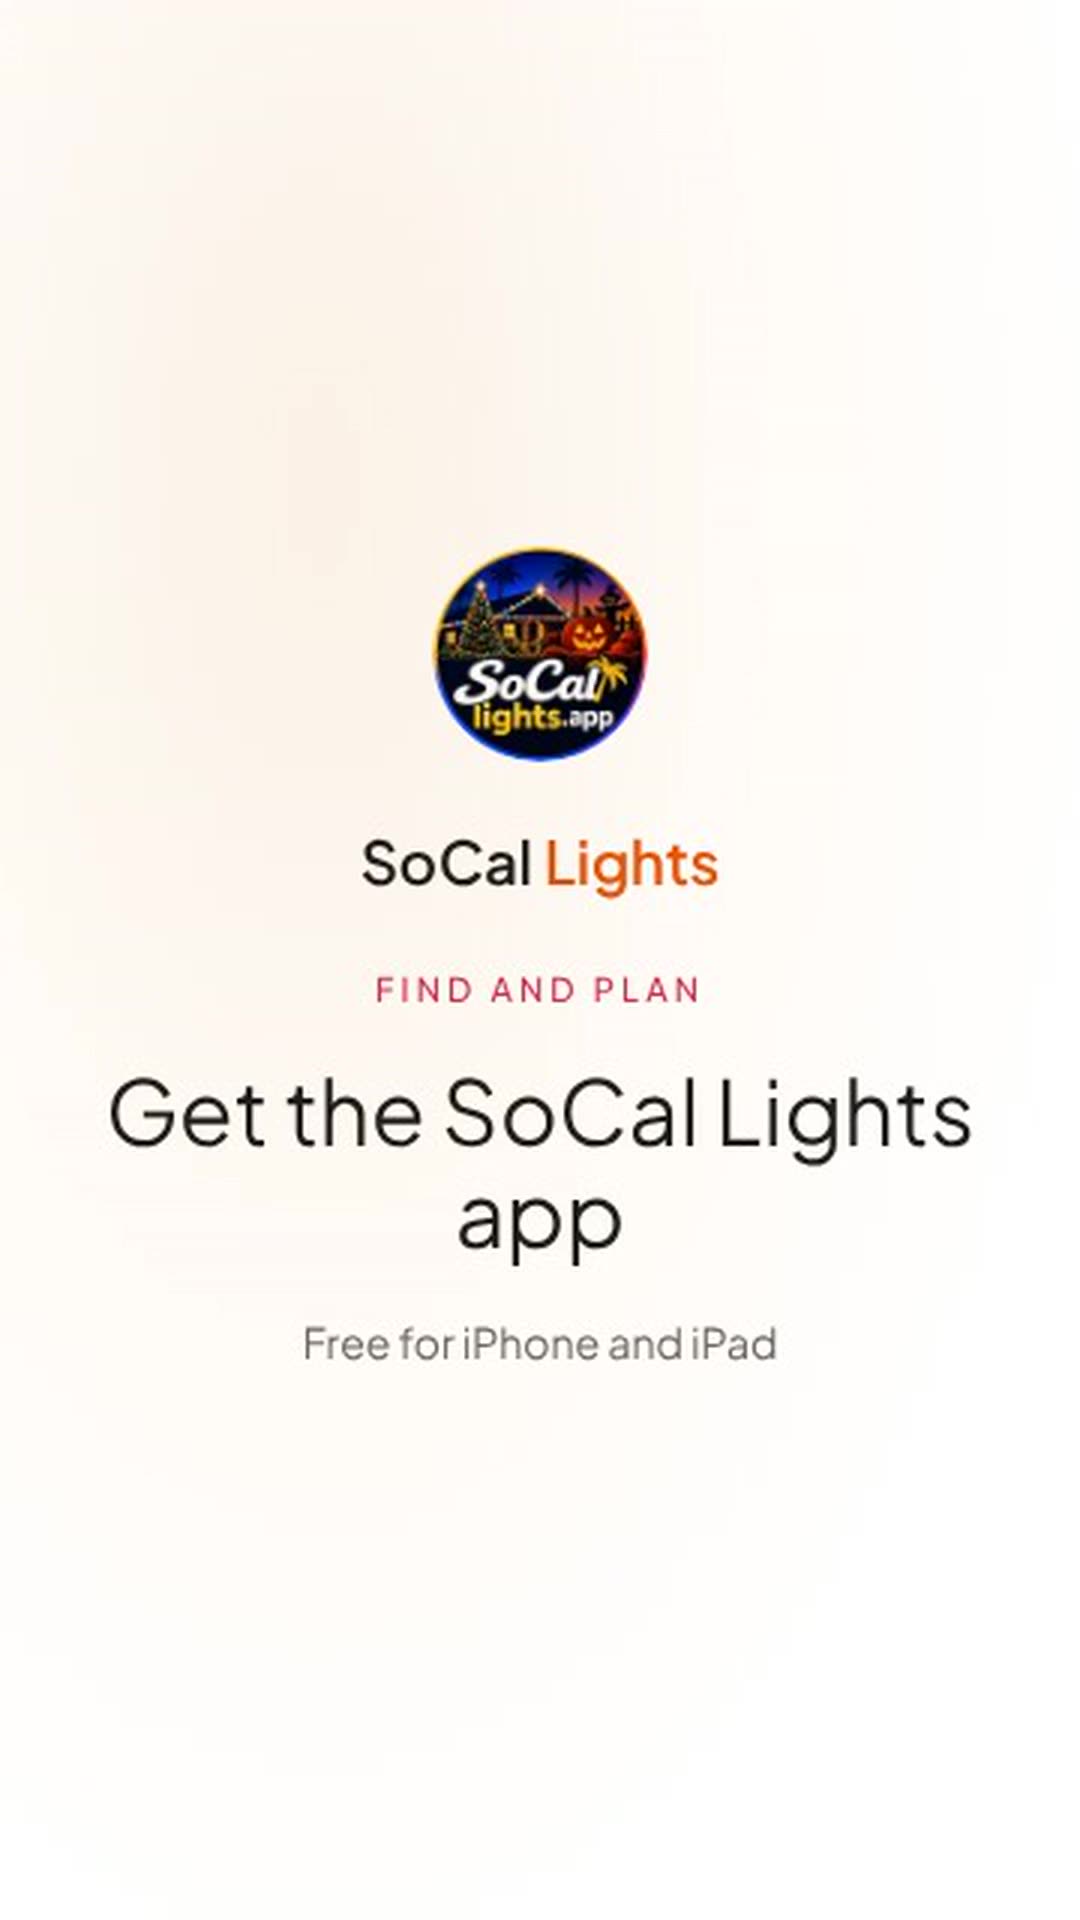 SoCal
lights.app
SoCal Lights
FIND AND PLAN
Get the SoCal Lights
app
Free for iPhone and iPad